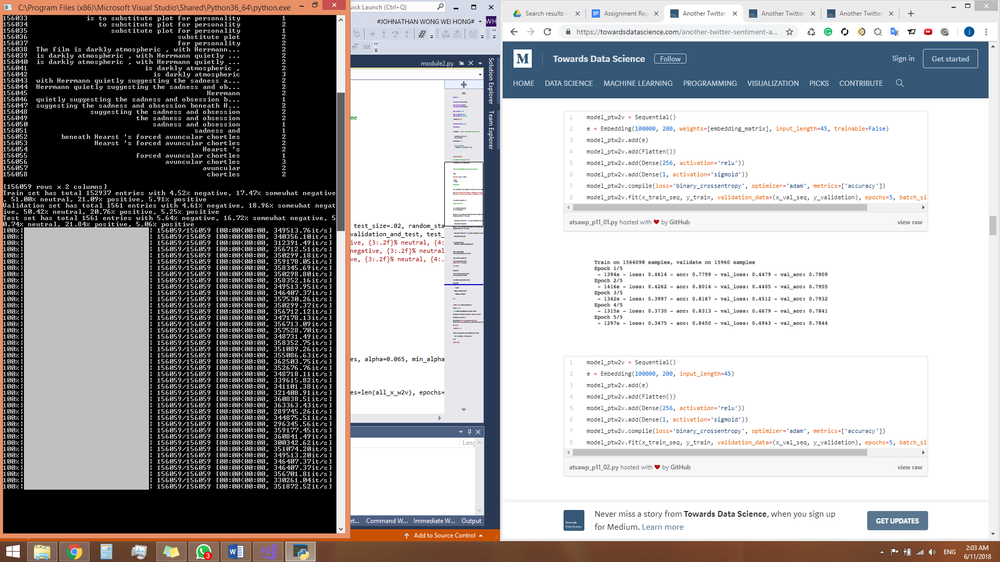 C:\Program Files (x86)\Microsoft Visual Studio\Shared\Python36_64\python.exe
156033 is to substitute plot for personality 1
156034 to substitute plot for personality 2
156035 substitute plot for personality 1
156036 substitute plot 2
156037 for personality 2
156038 The film is darkly atmospheric , with Herrmann... 2
156039 is darkly atmospheric , with Herrmann quietly ... 2
156040 is darkly atmospheric , with Herrmann quietly ... 2
156041 is darkly atmospheric , 2
156042 is darkly atmospheric 3
156043 with Herrmann quietly suggesting the sadness a... 2
156044 Herrmann quietly suggesting the sadness and ob... 2
156045 Herrmann 2
156046 quietly suggesting the sadness and obsession b... 1
156047 suggesting the sadness and obsession beneath H... 2
156048 suggesting the sadness and obsession 2
156049 the sadness and obsession 2
156050 sadness and obsession 1
156051 sadness and 1
156052 beneath Hearst 's forced avuncular chortles 2
156053 Hearst 's forced avuncular chortles 2
156054 Hearst 's 2
156055 forced avuncular chortles 1
156056 avuncular chortles 3
156057 avuncular 2
156058 chortles 2
[156059 rows x 2 columns]
Train set has total 152937 entries with 4.52% negative, 17.47% somewhat negative
, 51.00% neutral, 21.09% positive, 5.91% positive
Validation set has total 1561 entries with 4.61% negative, 18.96% somewhat negat
ive, 50.42% neutral, 20.76% positive, 5.25% positive
Test set has total 1561 entries with 5.64% negative, 16.72% somewhat negative, 5
0.74% neutral, 21.84% positive, 5.06% positive
100%| | 156059/156059 [00:00<00:00, 349513.76it/s]
100%| | 156059/156059 [00:00<00:00, 340356.10it/s]
100%| | 156059/156059 [00:00<00:00, 312391.49it/s]
100%| | 156059/156059 [00:00<00:00, 356712.51it/s]
100%| | 156059/156059 [00:00<00:00, 350299.18it/s]
100%| | 156059/156059 [00:00<00:00, 359178.05it/s]
100%| | 156059/156059 [00:00<00:00, 358345.69it/s]
100%| | 156059/156059 [00:00<00:00, 350298.80it/s]
100%| | 156059/156059 [00:00<00:00, 358352.16it/s]
100%| | 156059/156059 [00:00<00:00, 349513.95it/s]
100%| | 156059/156059 [00:00<00:00, 346407.37it/s]
100%| | 156059/156059 [00:00<00:00, 357530.26it/s]
100%| | 156059/156059 [00:00<00:00, 350299.37it/s]
100%| | 156059/156059 [00:00<00:00, 356712.12it/s]
100%| | 156059/156059 [00:00<00:00, 347178.13it/s]
100%| | 156059/156059 [00:00<00:00, 356713.09it/s]
100%| | 156059/156059 [00:00<00:00, 357528.70it/s]
100%| | 156059/156059 [00:00<00:00, 348731.49it/s]
100%| | 156059/156059 [00:00<00:00, 358352.75it/s]
100%| | 156059/156059 [00:00<00:00, 351089.26it/s]
100%| | 156059/156059 [00:00<00:00, 355086.63it/s]
100%| | 156059/156059 [00:00<00:00, 362503.75it/s]
100%| | 156059/156059 [00:00<00:00, 352676.76it/s]
100%| | 156059/156059 [00:00<00:00, 348718.11it/s]
100%| | 156059/156059 [00:00<00:00, 339615.82it/s]
100%| | 156059/156059 [00:00<00:00, 341101.38it/s]
100%| | 156059/156059 [00:00<00:00, 321408.91it/s]
100%| | 156059/156059 [00:00<00:00, 360838.51it/s]
100%| | 156059/156059 [00:00<00:00, 363363.43it/s]
100%| | 156059/156059 [00:00<00:00, 289745.26it/s]
100%| | 156059/156059 [00:00<00:00, 344875.51it/s]
100%| | 156059/156059 [00:00<00:00, 296345.56it/s]
100%| | 156059/156059 [00:00<00:00, 359177.45it/s]
100%| | 156059/156059 [00:00<00:00, 360841.49it/s]
100%| | 156059/156059 [00:00<00:00, 300342.62it/s]
100%| | 156059/156059 [00:00<00:00, 351074.20it/s]
100%| | 156059/156059 [00:00<00:00, 349513.20it/s]
100%| | 156059/156059 [00:00<00:00, 346407.37it/s]
100%| | 156059/156059 [00:00<00:00, 346407.37it/s]
100%| | 156059/156059 [00:00<00:00, 356701.81it/s]
100%| | 156059/156059 [00:00<00:00, 330261.04it/s]
100%| | 156059/156059 [00:00<00:00, 351872.52it/s]
uick Launch (Ctrl+Q)
#JOHNATHAN WONG WEI HONG# WH
module2.py
Solution Explorer
Team Explorer
me
test_size=.02, random_sta
validation_and_test, test_
ive, {3:.2f}% neutral, {4:
negative, {3:.2f}% neutral
ve, {3:.2f}% neutral, {4:.
es, alpha=0.065, min_alpha
es=len(all_x_w2v), epochs=
Lang
et... Command W... Immediate W... Output
Add to Source Control
Search results - Assignment Rep Another Twitter Another Twitter Another Twitter
https://towardsdatascience.com/another-twitter-sentiment-a...
j
M Towards Data Science Follow Sign in Get started
HOME DATA SCIENCE MACHINE LEARNING PROGRAMMING VISUALIZATION PICKS CONTRIBUTE
1 model_ptw2v = Sequential()
2 e = Embedding(100000, 200, weights=[embedding_matrix], input_length=45, trainable=False)
3 model_ptw2v.add(e)
4 model_ptw2v.add(Flatten())
5 model_ptw2v.add(Dense(256, activation='relu'))
6 model_ptw2v.add(Dense(1, activation='sigmoid'))
7 model_ptw2v.compile(loss='binary_crossentropy', optimizer='adam', metrics=['accuracy'])
8 model_ptw2v.fit(x_train_seq, y_train, validation_data=(x_val_seq, y_validation), epochs=5, batch_si
atsawp_p11_01.py hosted with ❤ by GitHub view raw
Train on 1564098 samples, validate on 15960 samples
Epoch 1/5
- 1394s - loss: 0.4614 - acc: 0.7799 - val_loss: 0.4479 - val_acc: 0.7909
Epoch 2/5
- 1416s - loss: 0.4262 - acc: 0.8014 - val_loss: 0.4405 - val_acc: 0.7955
Epoch 3/5
- 1342s - loss: 0.3997 - acc: 0.8167 - val_loss: 0.4512 - val_acc: 0.7932
Epoch 4/5
- 1315s - loss: 0.3730 - acc: 0.8313 - val_loss: 0.4679 - val_acc: 0.7841
Epoch 5/5
- 1297s - loss: 0.3475 - acc: 0.8450 - val_loss: 0.4943 - val_acc: 0.7844
1 model_ptw2v = Sequential()
2 e = Embedding(100000, 200, input_length=45)
3 model_ptw2v.add(e)
4 model_ptw2v.add(Flatten())
5 model_ptw2v.add(Dense(256, activation='relu'))
6 model_ptw2v.add(Dense(1, activation='sigmoid'))
7 model_ptw2v.compile(loss='binary_crossentropy', optimizer='adam', metrics=['accuracy'])
8 model_ptw2v.fit(x_train_seq, y_train, validation_data=(x_val_seq, y_validation), epochs=5, batch_si
atsawp_p11_02.py hosted with ❤ by GitHub view raw
Towards
Data Science
Never miss a story from Towards Data Science, when you sign up
for Medium. Learn more
GET UPDATES
3
ENG
2:03 AM
6/11/2018